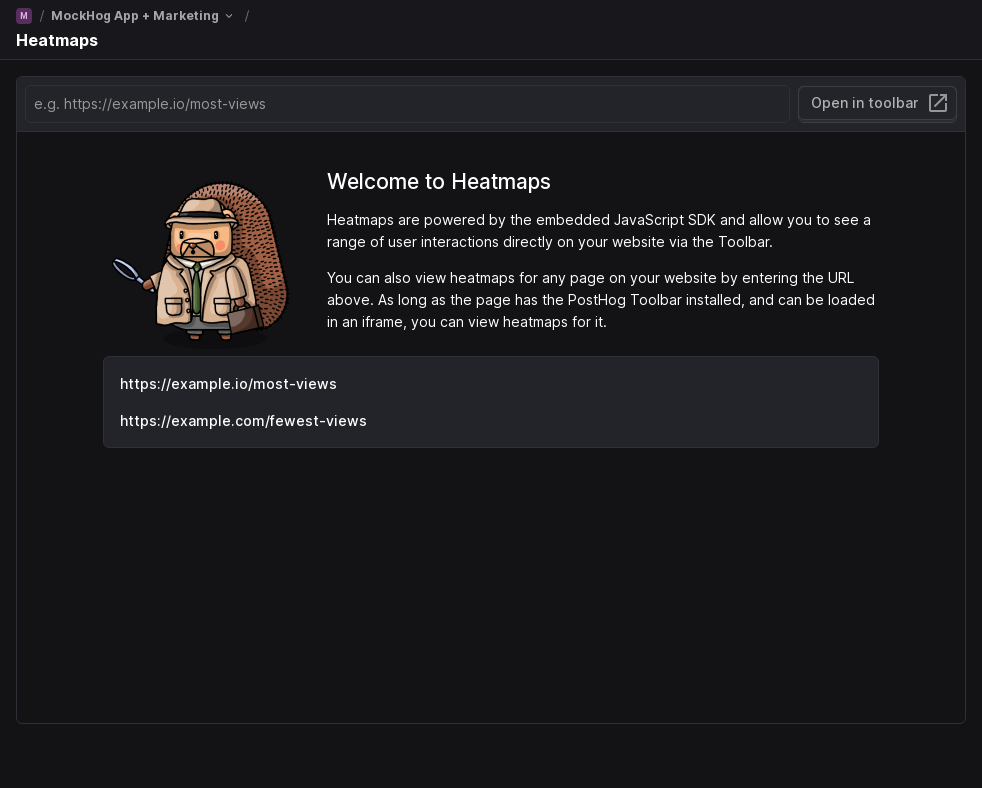 M / MockHog App + Marketing /
Heatmaps
e.g. https://example.io/most-views
Open in toolbar
Welcome to Heatmaps
Heatmaps are powered by the embedded JavaScript SDK and allow you to see a
range of user interactions directly on your website via the Toolbar.
You can also view heatmaps for any page on your website by entering the URL
above. As long as the page has the PostHog Toolbar installed, and can be loaded
in an iframe, you can view heatmaps for it.
https://example.io/most-views
https://example.com/fewest-views